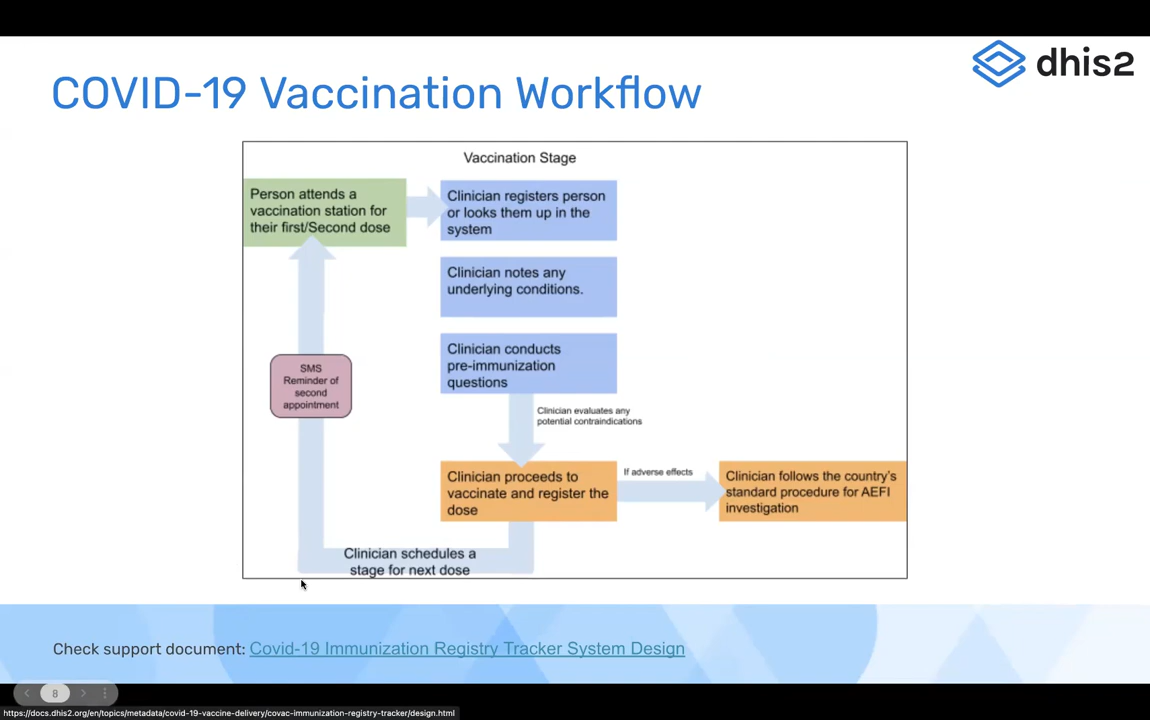 dhis2
COVID-19 Vaccination Workflow
Vaccination Stage
Person attends a
vaccination station for
their first/Second dose
Clinician registers person
or looks them up in the
system
Clinician notes any
underlying conditions.
Clinician conducts
pre-immunization
questions
SMS
Reminder of
second
appointment
Clinician evaluates any
potential contraindications
Clinician proceeds to
vaccinate and register the
dose
If adverse effects
Clinician follows the country's
standard procedure for AEFI
investigation
Clinician schedules a
stage for next dose
Check support document: Covid-19 Immunization Registry Tracker System Design
8
https://docs.dhis2.org/en/topics/metadata/covid-19-vaccine-delivery/covac-immunization-registry-tracker/design.html